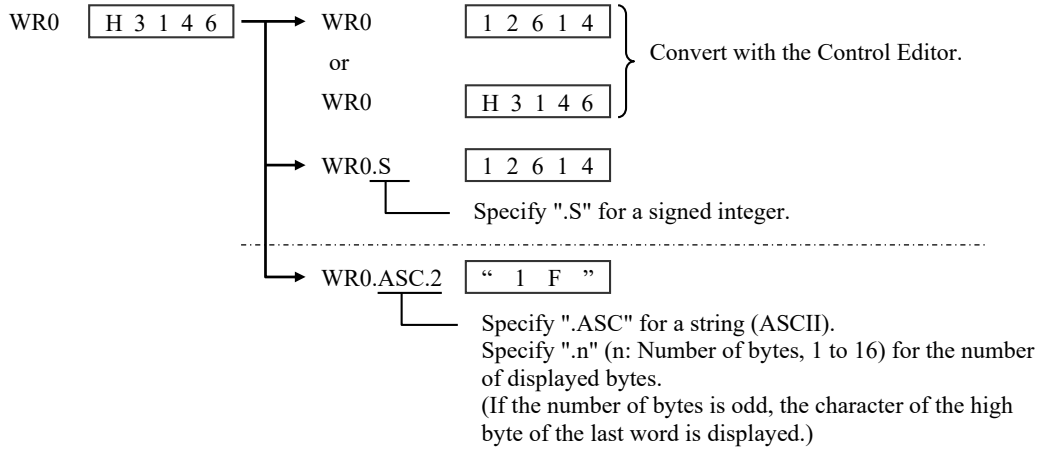 WR0 H 3 1 4 6 WR0 1 2 6 1 4
Convert with the Control Editor.
or
WR0 H 3 1 4 6
WR0.S 1 2 6 1 4
Specify ".S" for a signed integer.
WR0.ASC.2 “ 1 F ”
Specify ".ASC" for a string (ASCII).
Specify ".n" (n: Number of bytes, 1 to 16) for the number
of displayed bytes.
(If the number of bytes is odd, the character of the high
byte of the last word is displayed.)